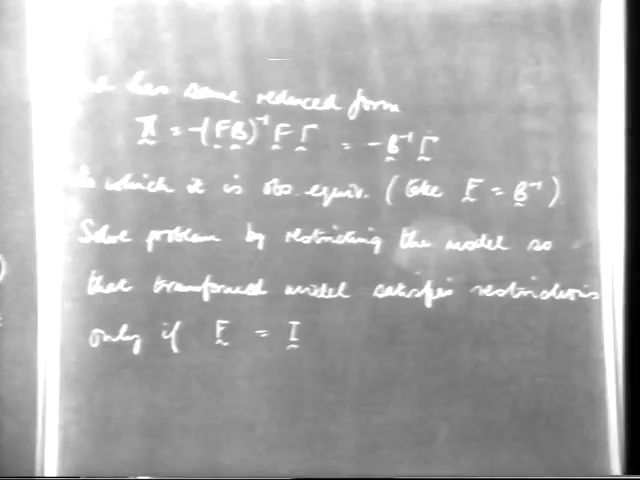 has same reduced form
Π = -(FB)⁻¹ F Γ = -B⁻¹ Γ
to which it is obs. equiv. (take F = B⁻¹)
Solve problem by restricting the model so
that transformed model satisfies restrictions
only if F = I